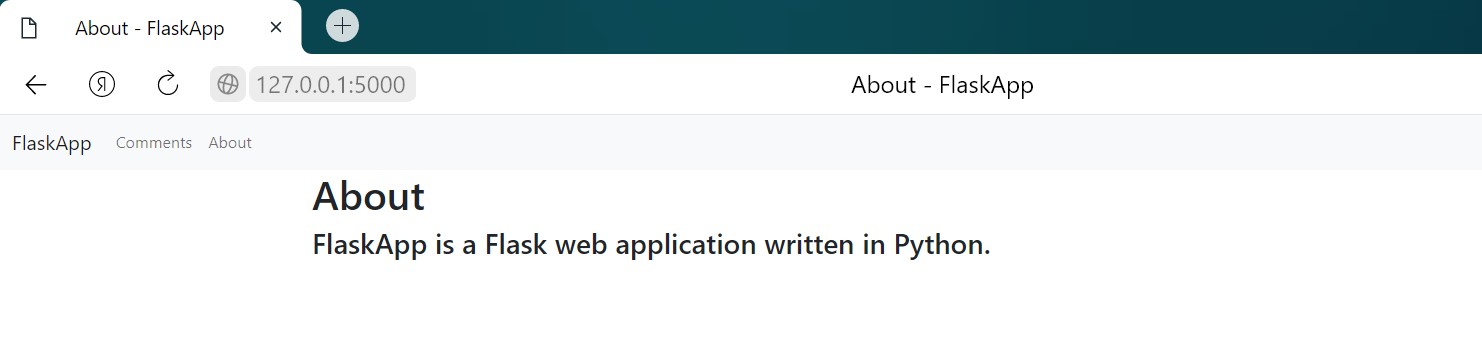 About - FlaskApp
Я 127.0.0.1:5000 About - FlaskApp
FlaskApp Comments About
About
FlaskApp is a Flask web application written in Python.